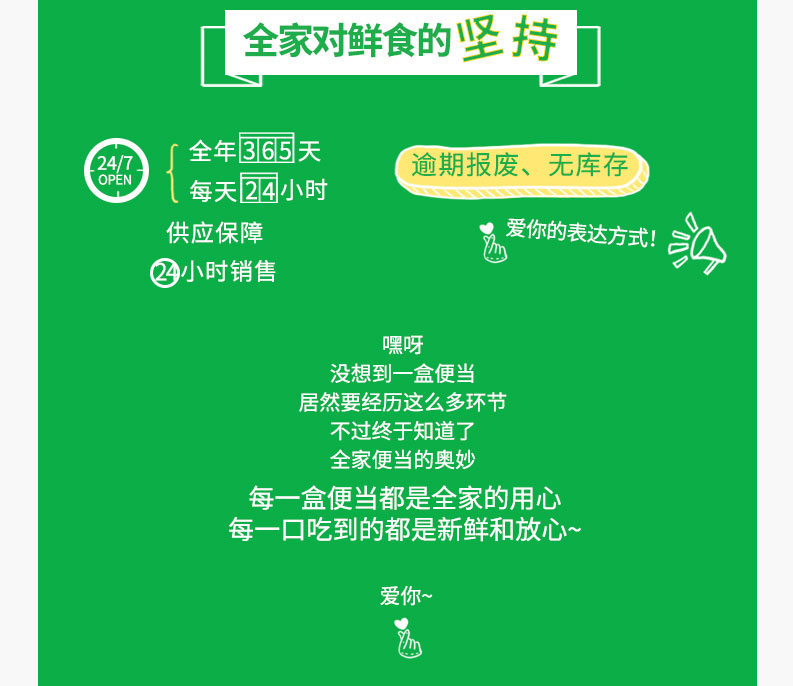 全家对鲜食的坚持
24/7
OPEN
全年365天
每天24小时
供应保障
24小时销售
逾期报废、无库存
爱你的表达方式!
嘿呀
没想到一盒便当
居然要经历这么多环节
不过终于知道了
全家便当的奥妙
每一盒便当都是全家的用心
每一口吃到的都是新鲜和放心~
爱你~